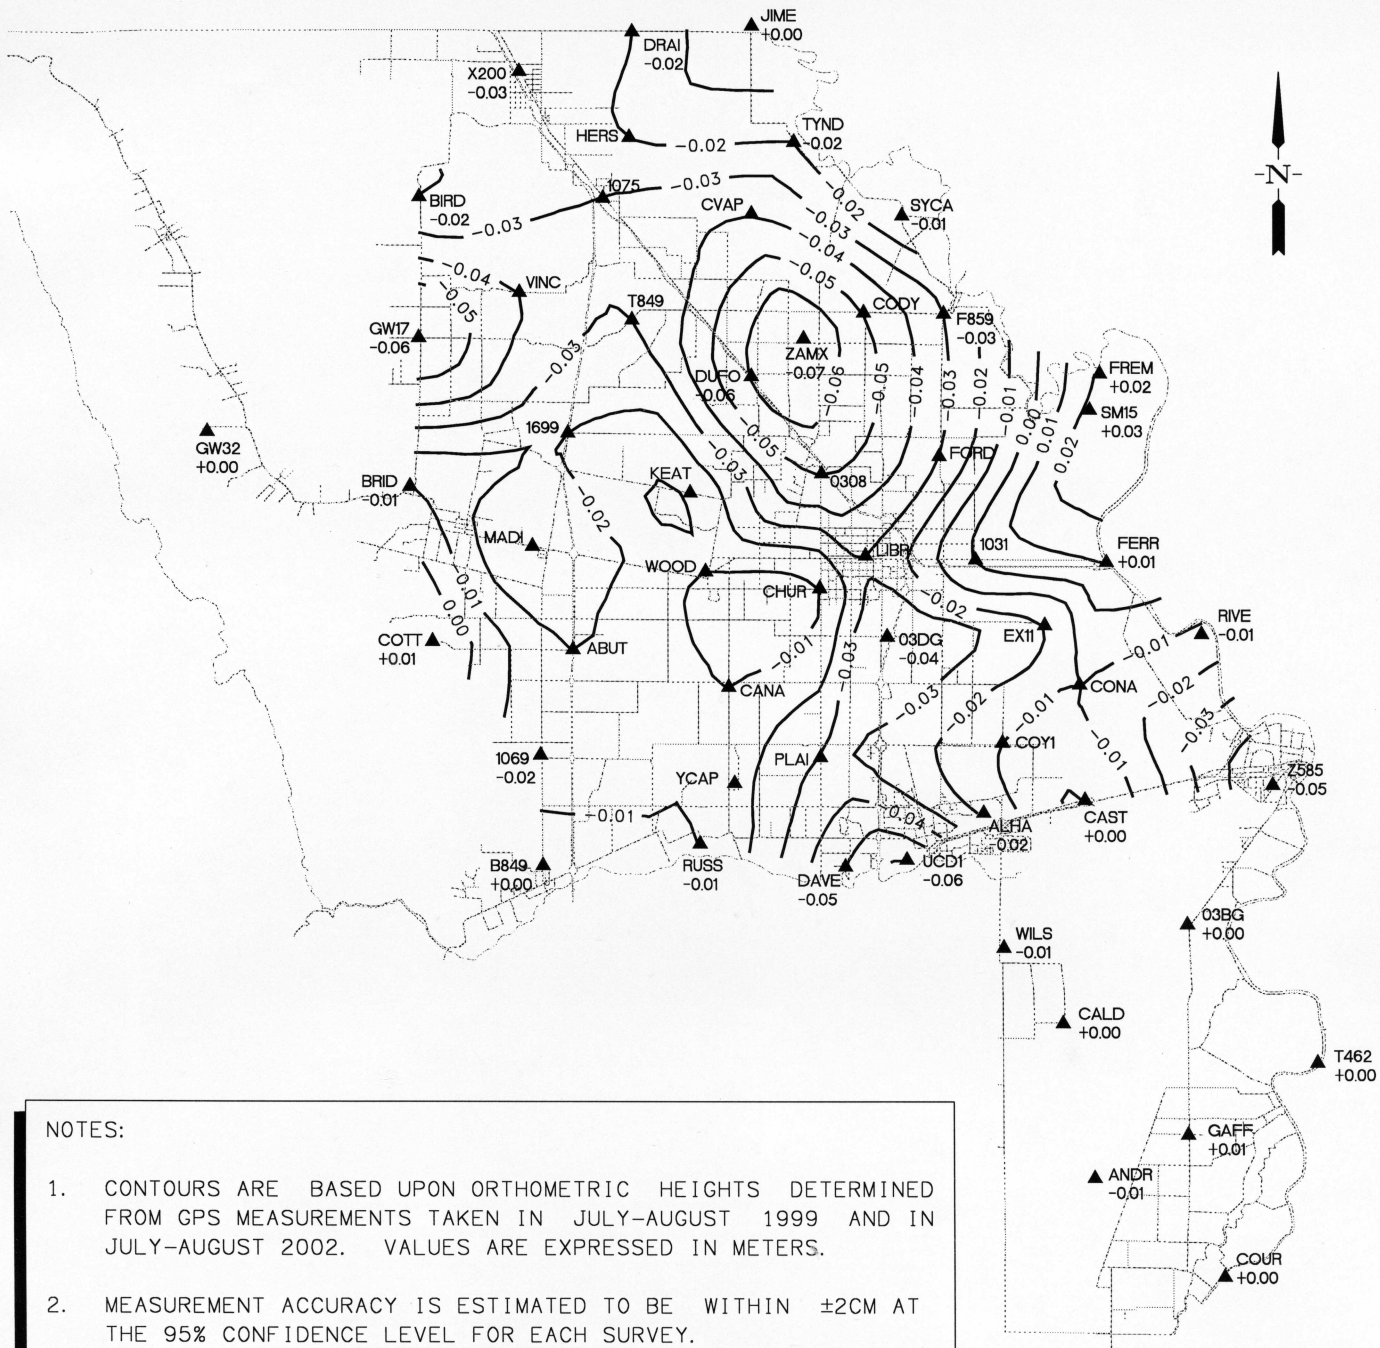 JIME
+0.00
DRAI
-0.02
X200
-0.03
HERS
-0.02
TYND
-0.02
-N-
1075
-0.03
-0.02
BIRD
-0.02
-0.03
CVAP
-0.03
SYCA
-0.01
-0.04
-0.04
VINC
-0.05
-0.05
T849
CODY
F859
-0.03
GW17
-0.06
-0.03
ZAMX
-0.07
DUFO
-0.06
-0.06
-0.05
-0.04
-0.03
-0.02
-0.01
0.00
0.01
0.02
FREM
+0.02
SM15
+0.03
GW32
+0.00
1699
-0.05
-0.03
FORD
KEAT
0308
BRID
-0.01
-0.02
MADI
LIBR
1031
FERR
+0.01
WOOD
CHUR
-0.01
0.00
-0.02
COTT
+0.01
ABUT
-0.01
-0.03
03DG
-0.04
EX11
RIVE
-0.01
-0.01
CANA
CONA
-0.02
-0.03
-0.02
-0.01
-0.03
-0.01
1069
-0.02
YCAP
PLAI
COY1
Z585
-0.05
-0.01
-0.04
ALHA
-0.02
CAST
+0.00
B849
+0.00
RUSS
-0.01
DAVE
-0.05
UCD1
-0.06
WILS
-0.01
03BG
+0.00
CALD
+0.00
T462
+0.00
GAFF
+0.01
ANDR
-0.01
COUR
+0.00
NOTES:
1. CONTOURS ARE BASED UPON ORTHOMETRIC HEIGHTS DETERMINED
FROM GPS MEASUREMENTS TAKEN IN JULY-AUGUST 1999 AND IN
JULY-AUGUST 2002. VALUES ARE EXPRESSED IN METERS.
2. MEASUREMENT ACCURACY IS ESTIMATED TO BE WITHIN ±2CM AT
THE 95% CONFIDENCE LEVEL FOR EACH SURVEY.